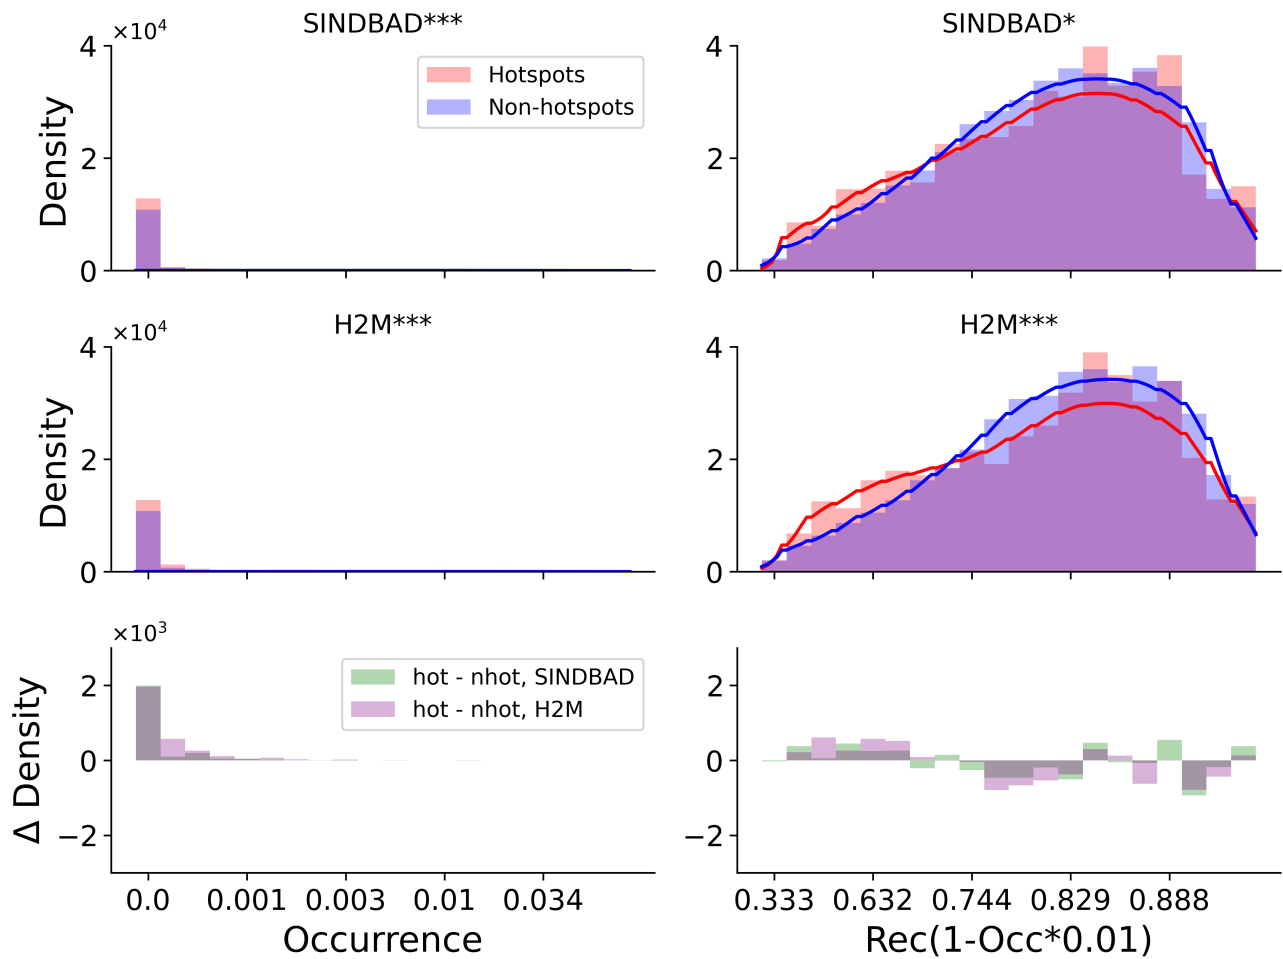 SINDBAD***
×10⁴
Density
4
2
0
Hotspots
Non-hotspots
SINDBAD*
4
2
0
H2M***
×10⁴
Density
4
2
0
H2M***
4
2
0
×10³
Δ Density
2
0
−2
hot - nhot, SINDBAD
hot - nhot, H2M
0.0 0.001 0.003 0.01 0.034
Occurrence
2
0
−2
0.333 0.632 0.744 0.829 0.888
Rec(1-Occ*0.01)